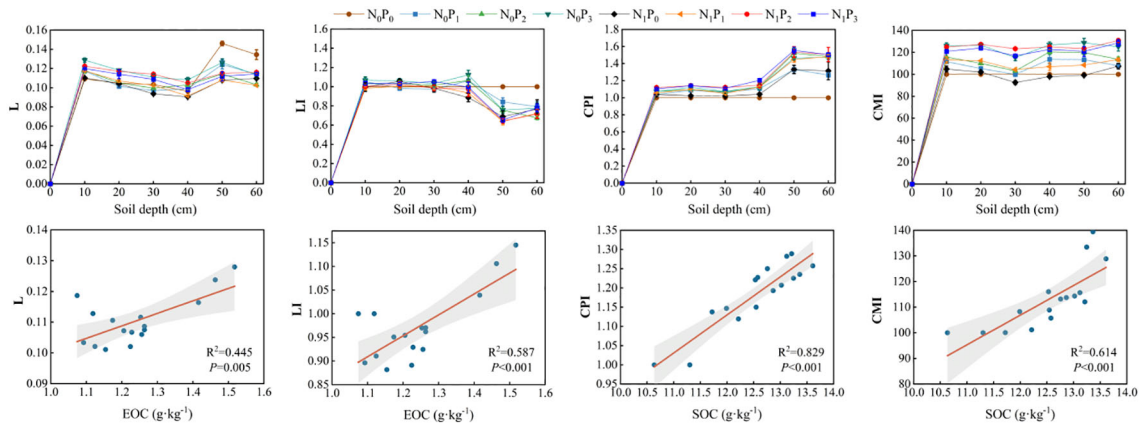 N₀P₀ N₀P₁ N₀P₂ N₀P₃ N₁P₀ N₁P₁ N₁P₂ N₁P₃
0.16
0.14
0.12
0.10
0.08
0.06
0.04
0.02
0.00
L
0 10 20 30 40 50 60
Soil depth (cm)
1.6
1.4
1.2
1.0
0.8
0.6
0.4
0.2
0.0
LI
0 10 20 30 40 50 60
Soil depth (cm)
1.8
1.6
1.4
1.2
1.0
0.8
0.6
0.4
0.2
0.0
CPI
0 10 20 30 40 50 60
Soil depth (cm)
140
120
100
80
60
40
20
0
CMI
0 10 20 30 40 50 60
Soil depth (cm)
0.14
0.13
0.12
0.11
0.10
0.09
L
R²=0.445
P=0.005
1.0 1.1 1.2 1.3 1.4 1.5 1.6
EOC (g·kg⁻¹)
1.15
1.10
1.05
1.00
0.95
0.90
0.85
LI
R²=0.587
P<0.001
1.0 1.1 1.2 1.3 1.4 1.5 1.6
EOC (g·kg⁻¹)
1.35
1.30
1.25
1.20
1.15
1.10
1.05
1.00
0.95
CPI
R²=0.829
P<0.001
10.0 10.5 11.0 11.5 12.0 12.5 13.0 13.5 14.0
SOC (g·kg⁻¹)
140
130
120
110
100
90
80
CMI
R²=0.614
P<0.001
10.0 10.5 11.0 11.5 12.0 12.5 13.0 13.5 14.0
SOC (g·kg⁻¹)